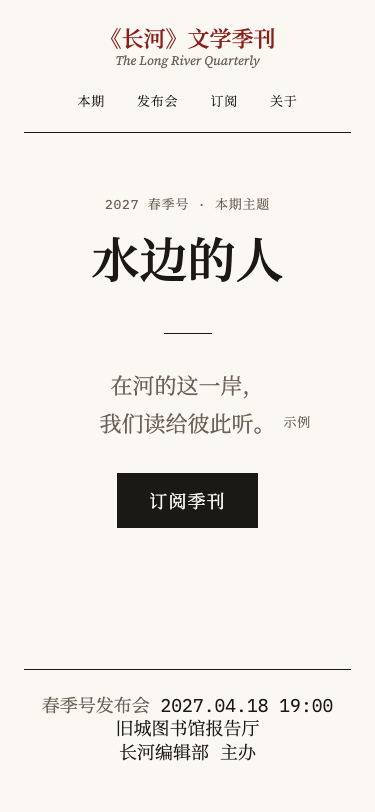 《长河》文学季刊
The Long River Quarterly
本期 发布会 订阅 关于
2027 春季号 · 本期主题
水边的人
在河的这一岸，
我们读给彼此听。 示例
订阅季刊
春季号发布会 2027.04.18 19:00
旧城图书馆报告厅
长河编辑部 主办